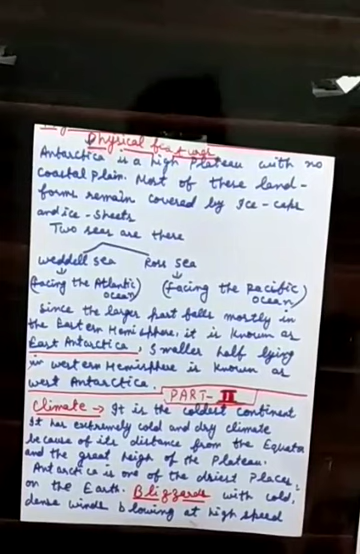 Physical features
Antarctica is a high Plateau with no
Coastal Plain. Most of these land-
forms remain covered by Ice-caps
and ice-sheets
Two seas are there
Weddell Sea Ross Sea
(facing the Atlantic (facing the Pacific
Ocean) Ocean)
Since the larger part falls mostly in
the Eastern Hemisphere, it is known as
East Antarctica, Smaller half lying
in western Hemisphere is known as
West Antarctica.
PART-II
Climate → It is the coldest continent
It has extremely cold and dry climate
because of its distance from the Equator
and the great heigh of the Plateau.
Antarctica is one of the driest Places
on the Earth. Blizzards with cold,
dense winds blowing at high speed